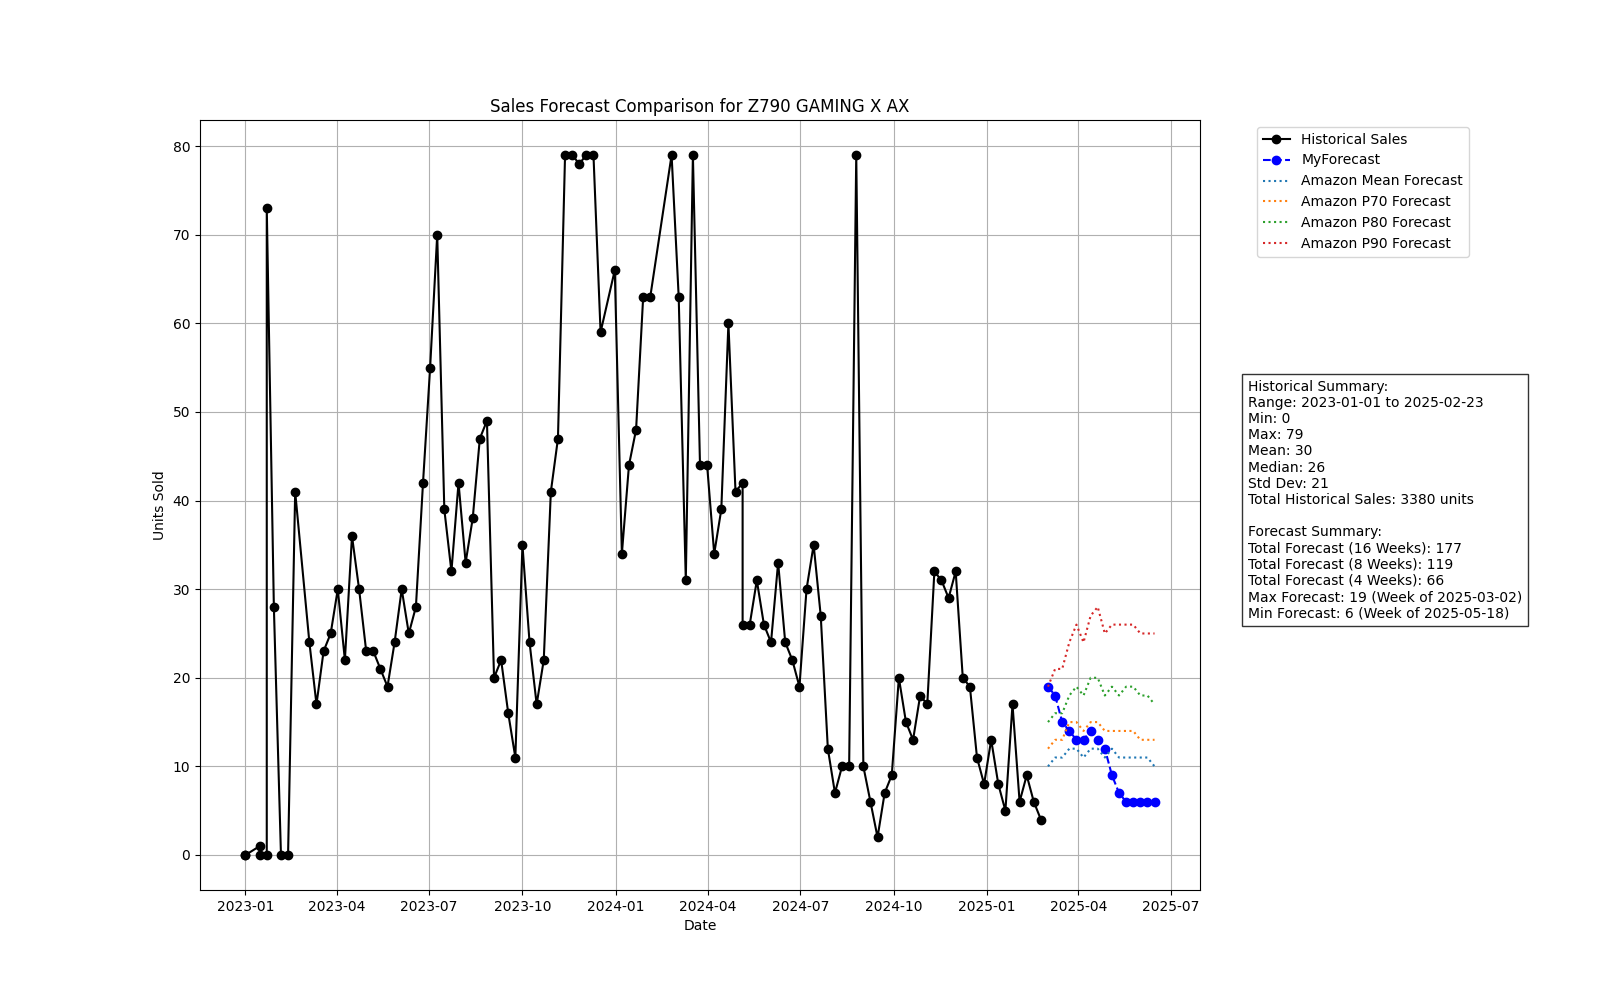 Sales Forecast Comparison for Z790 GAMING X AX
80
70
60
50
40
30
20
10
0
Units Sold
2023-01
2023-04
2023-07
2023-10
2024-01
2024-04
2024-07
2024-10
2025-01
2025-04
2025-07
Date
Historical Sales
MyForecast
Amazon Mean Forecast
Amazon P70 Forecast
Amazon P80 Forecast
Amazon P90 Forecast
Historical Summary:
Range: 2023-01-01 to 2025-02-23
Min: 0
Max: 79
Mean: 30
Median: 26
Std Dev: 21
Total Historical Sales: 3380 units
Forecast Summary:
Total Forecast (16 Weeks): 177
Total Forecast (8 Weeks): 119
Total Forecast (4 Weeks): 66
Max Forecast: 19 (Week of 2025-03-02)
Min Forecast: 6 (Week of 2025-05-18)